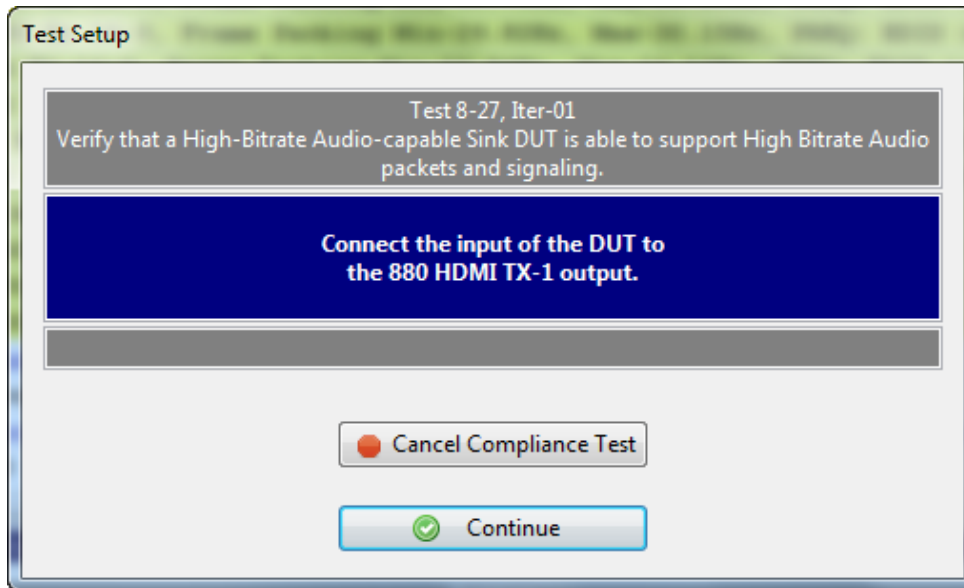 Test Setup
Test 8-27, Iter-01
Verify that a High-Bitrate Audio-capable Sink DUT is able to support High Bitrate Audio
packets and signaling.
Connect the input of the DUT to
the 880 HDMI TX-1 output.
Cancel Compliance Test
Continue